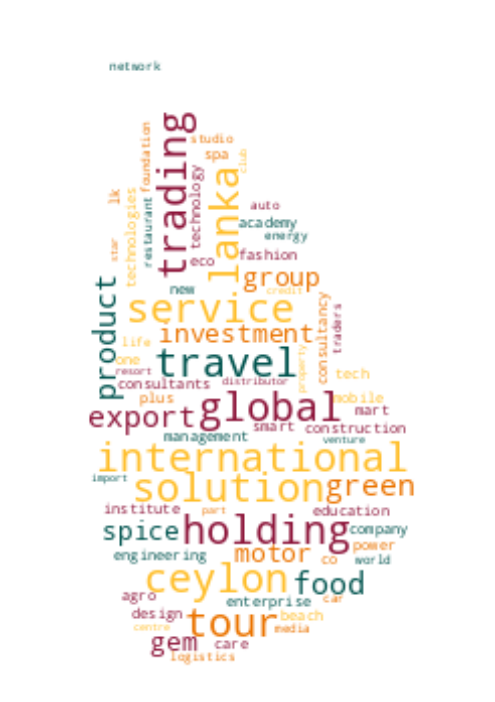 network
trading
studio
foundation
spa
club
technology
lanka
lk
technologies
restaurant
auto
academy
energy
star
eco
fashion
group
new
credit
product
service
consultancy
traders
investment
life
one
travel
property
resort
consultants
distributor
tech
plus
mobile
export
global
mart
smart
construction
management
venture
international
import
solution
green
institute
part
education
spice
holding
company
engineering
motor
power
co
world
ceylon
food
agro
enterprise
car
design
tour
beach
centre
media
gem
care
logistics